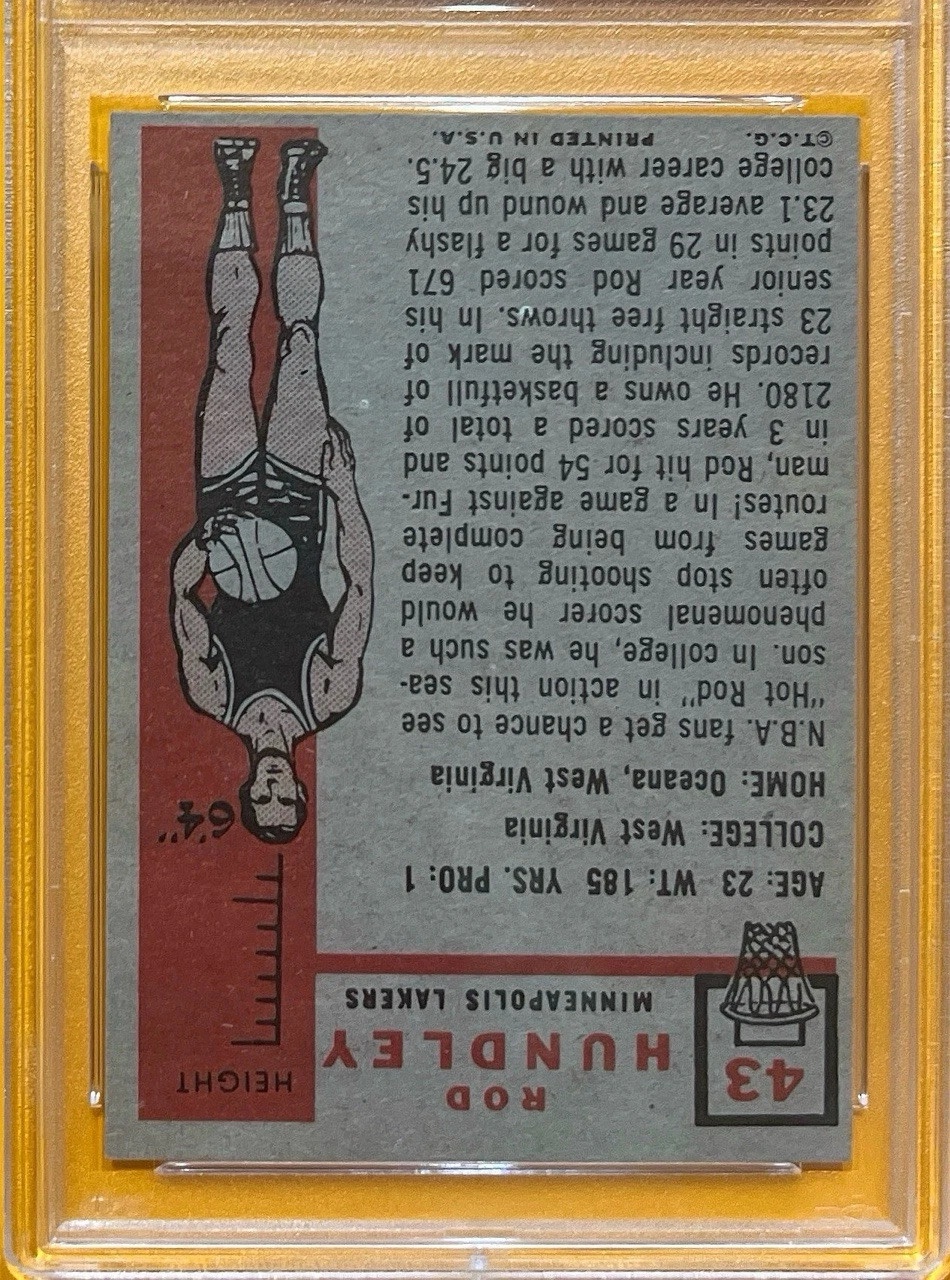 43
ROD
HUNDLEY
MINNEAPOLIS LAKERS
HEIGHT
6'4"
AGE: 23 WT: 185 YRS. PRO: 1
COLLEGE: West Virginia
HOME: Oceana, West Virginia
N.B.A. fans get a chance to see
"Hot Rod" in action this sea-
son. In college, he was such a
phenomenal scorer he would
often stop shooting to keep
games from being complete
routes! In a game against Fur-
man, Rod hit for 54 points and
in 3 years scored a total of
2180. He owns a basketfull of
records including the mark of
23 straight free throws. In his
senior year Rod scored 671
points in 29 games for a flashy
23.1 average and wound up his
college career with a big 24.5.
©T.C.G. PRINTED IN U.S.A.